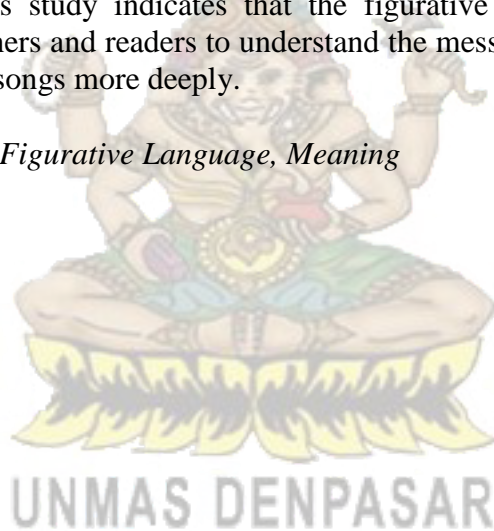 s study indicates that the figurative
ners and readers to understand the mess
songs more deeply.
Figurative Language, Meaning
UNMAS DENPASAR